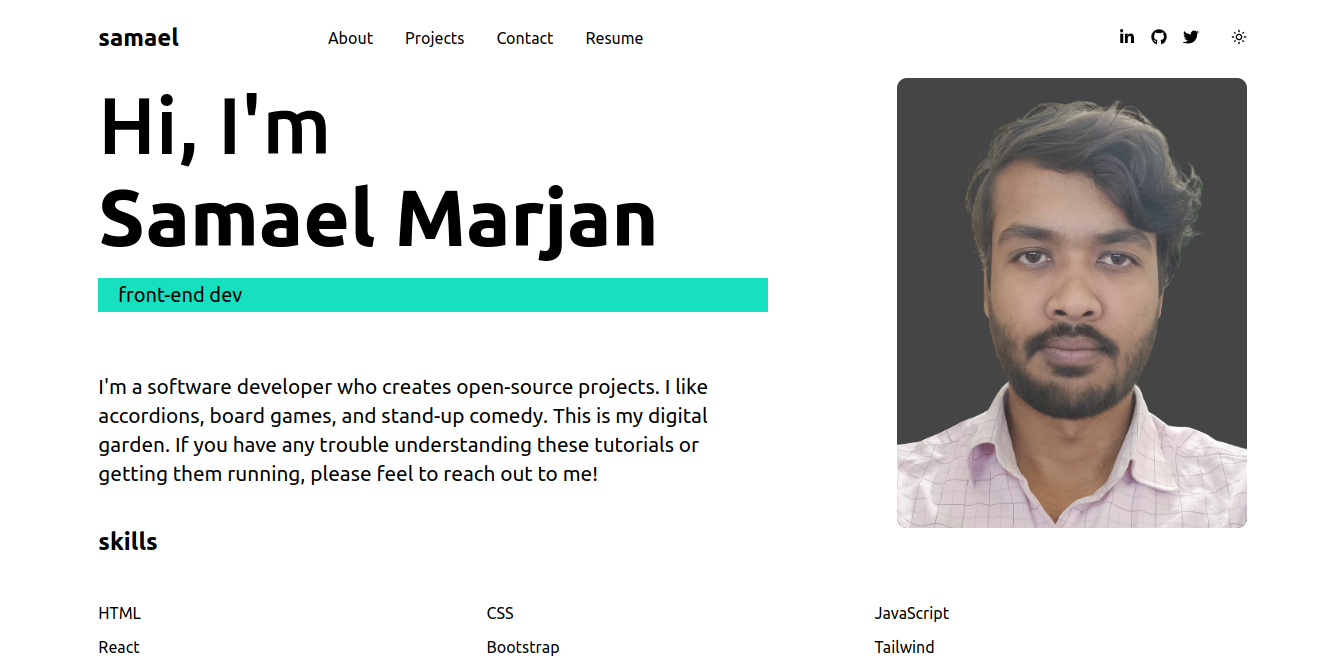 samael About Projects Contact Resume
Hi, I'm
Samael Marjan
front-end dev
I'm a software developer who creates open-source projects. I like
accordions, board games, and stand-up comedy. This is my digital
garden. If you have any trouble understanding these tutorials or
getting them running, please feel to reach out to me!
skills
HTML CSS JavaScript
React Bootstrap Tailwind